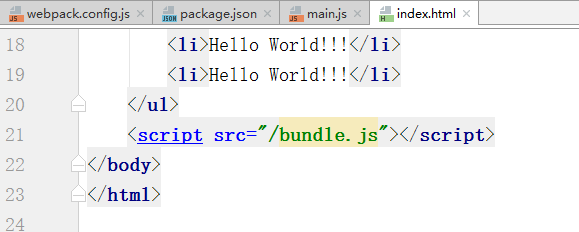 webpack.config.js package.json main.js index.html
18 <li>Hello World!!!</li>
19 <li>Hello World!!!</li>
20 </ul>
21 <script src="/bundle.js"></script>
22 </body>
23 </html>
24